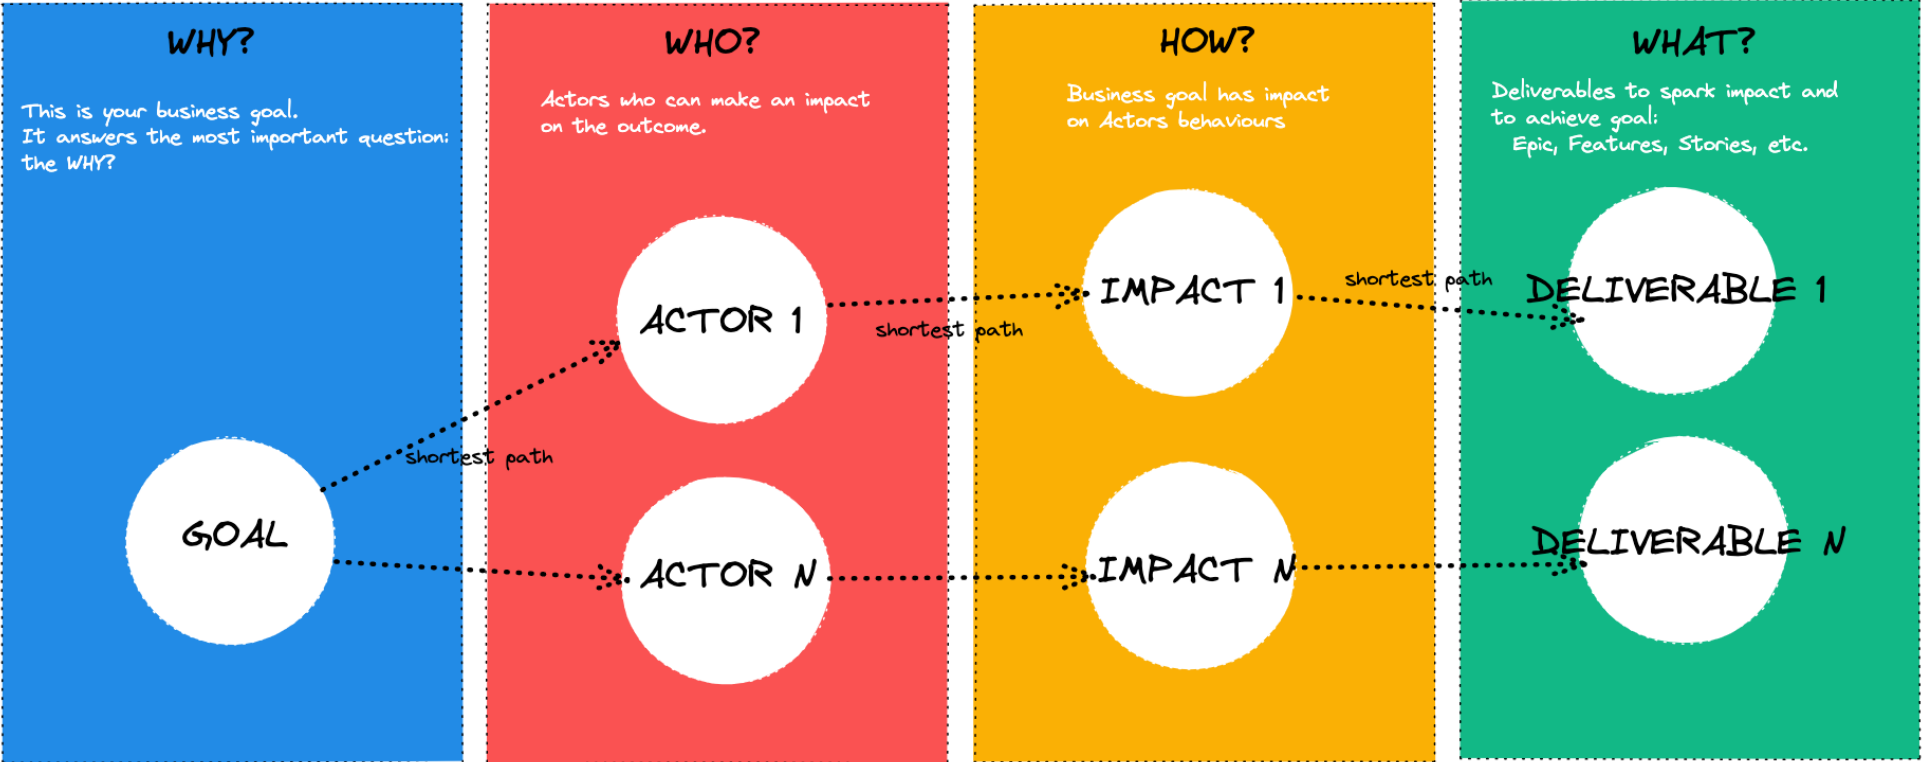 WHY?
This is your business goal.
It answers the most important question:
the WHY?
GOAL
shortest path
WHO?
Actors who can make an impact
on the outcome.
ACTOR 1
shortest path
ACTOR N
HOW?
Business goal has impact
on Actors behaviours
IMPACT 1
shortest path
IMPACT N
WHAT?
Deliverables to spark impact and
to achieve goal:
Epic, Features, Stories, etc.
DELIVERABLE 1
DELIVERABLE N